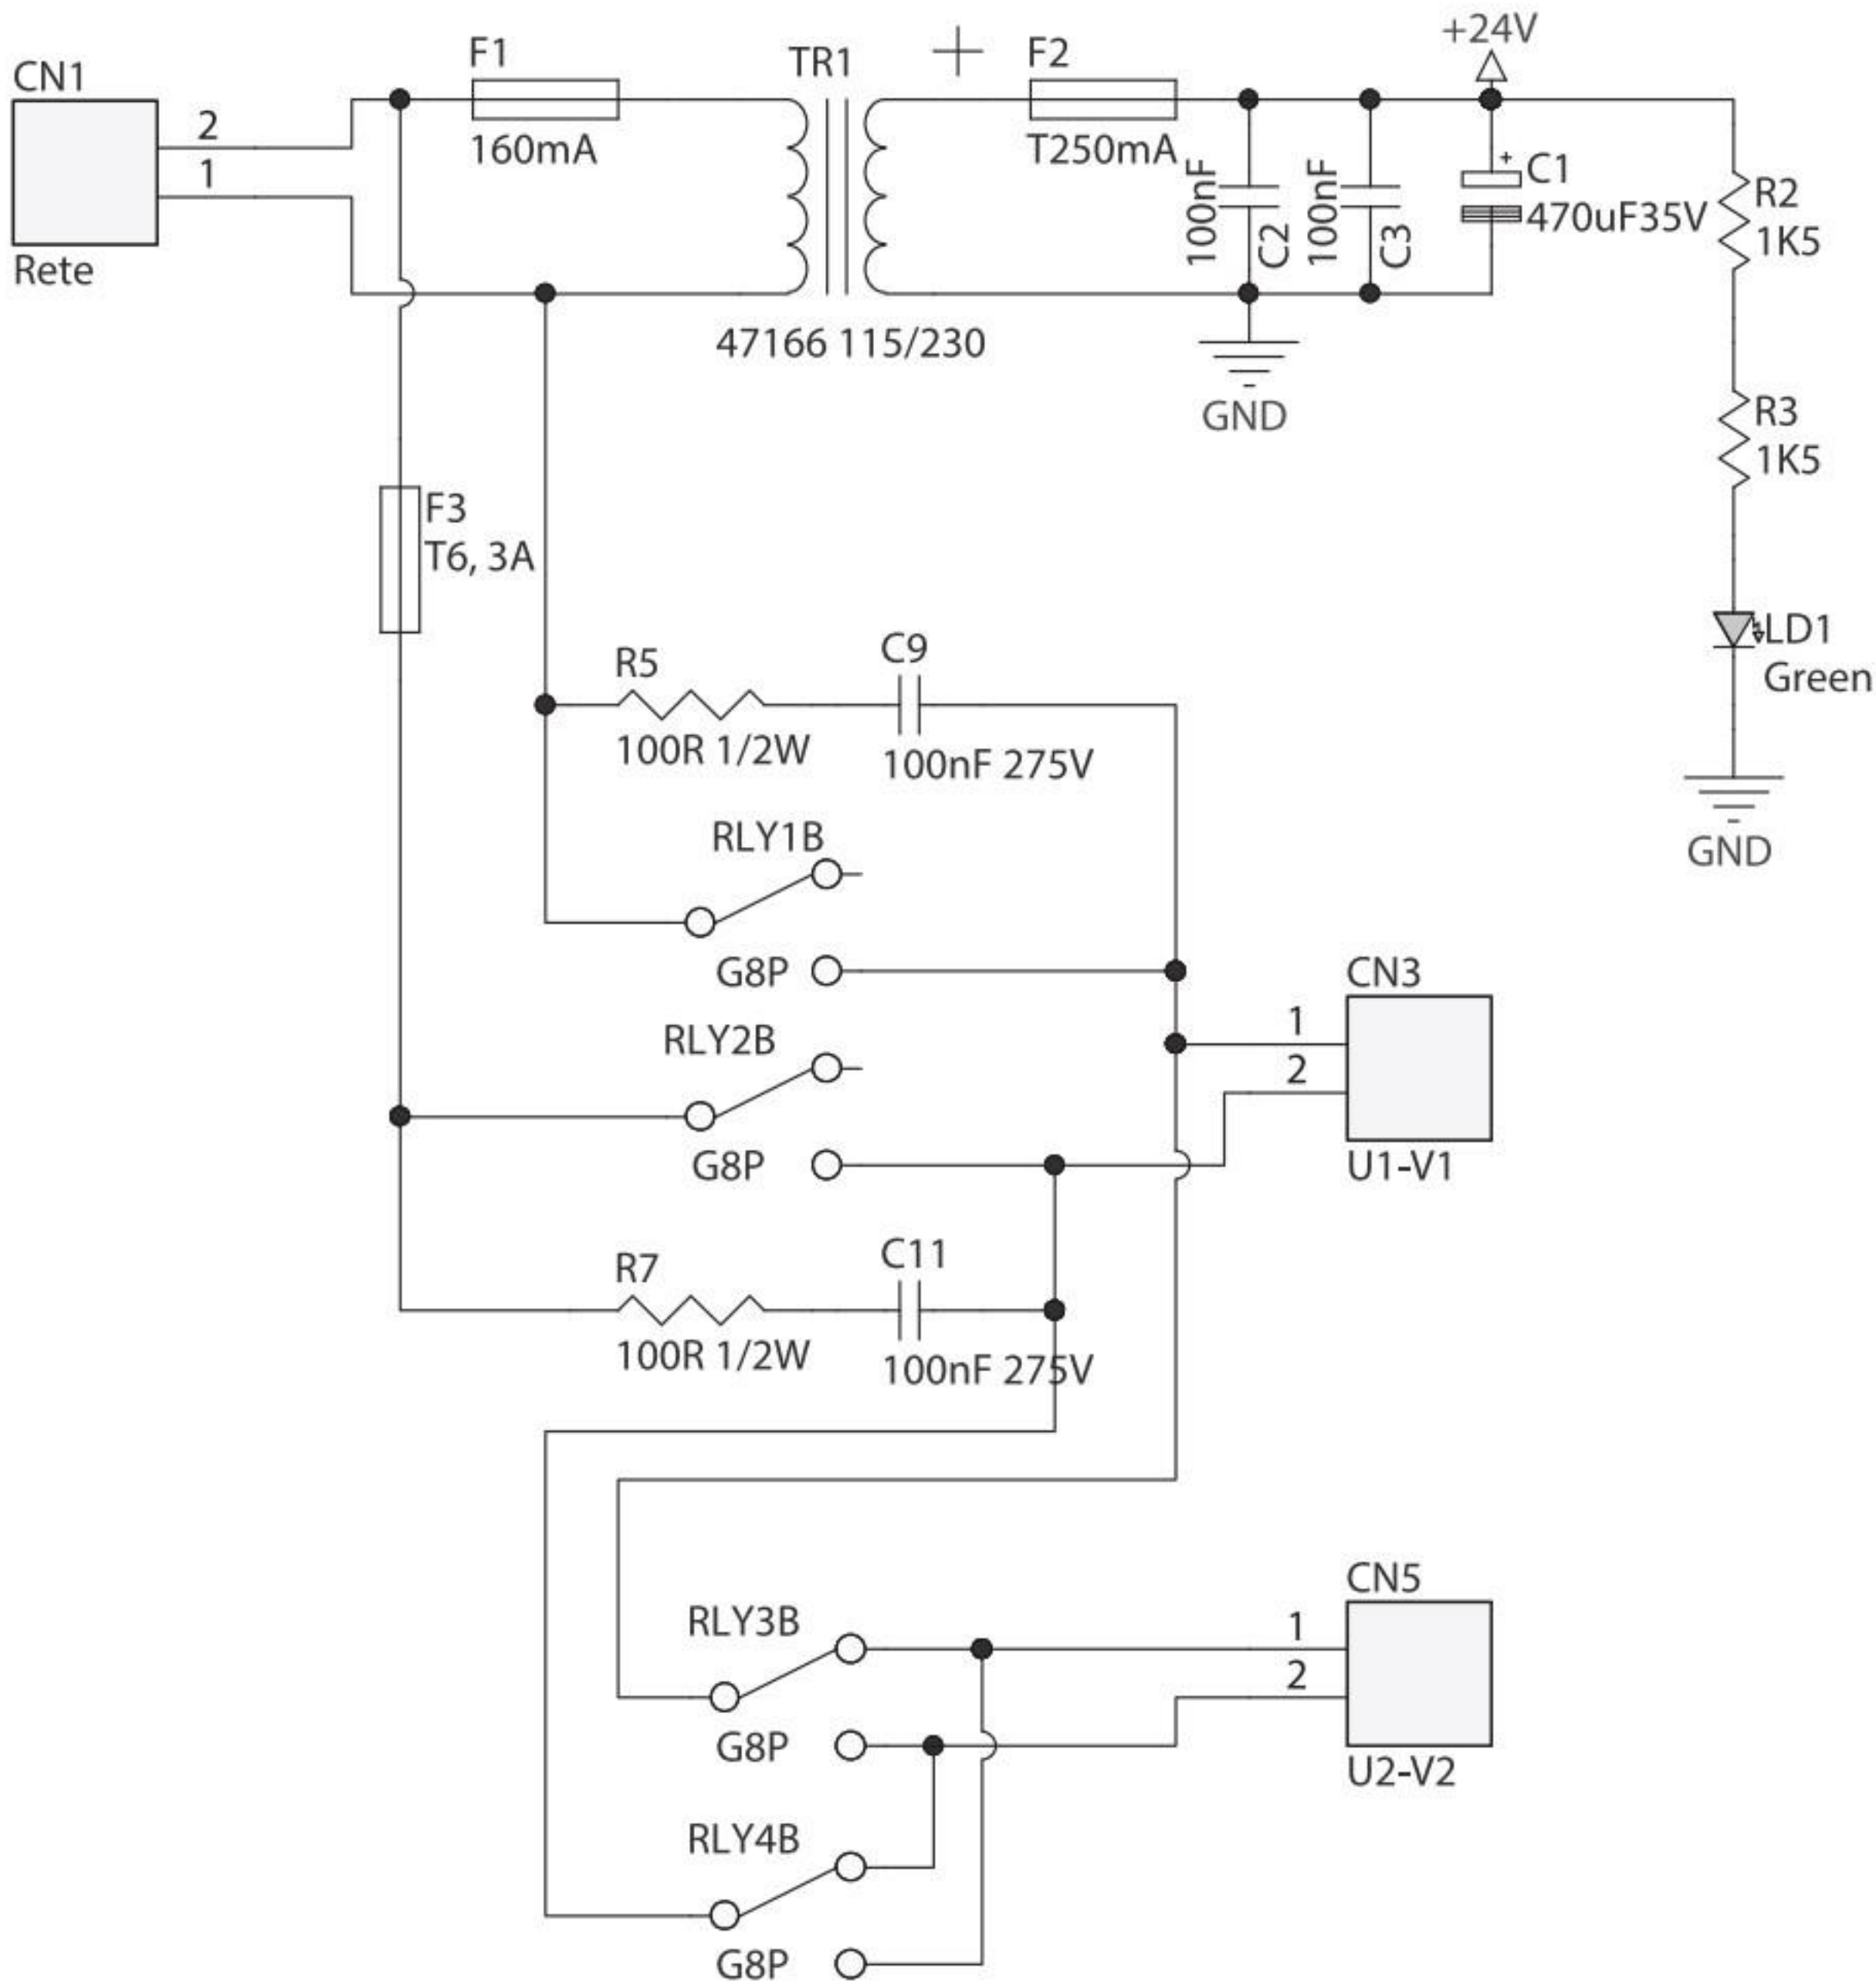 +24V
CN1
F1
TR1
F2
2
160mA
T250mA
1
100nF
C2
100nF
C3
+
C1
470uF35V
R2
1K5
Rete
47166 115/230
GND
R3
1K5
F3
T6, 3A
LD1
Green
R5
C9
100R 1/2W
100nF 275V
GND
RLY1B
G8P
CN3
1
RLY2B
2
G8P
U1-V1
R7
C11
100R 1/2W
100nF 275V
CN5
RLY3B
1
2
G8P
U2-V2
RLY4B
G8P